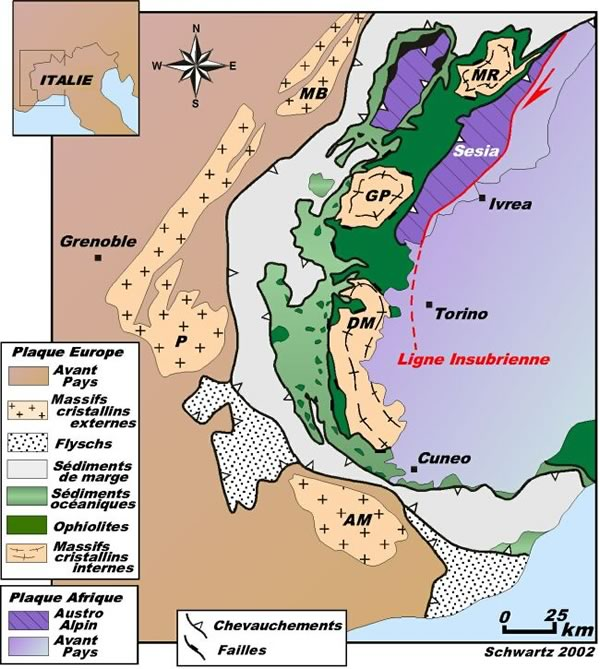 ITALIE
N
W
E
S
MB
MR
Sesia
GP
Ivrea
Grenoble
Torino
DM
P
Ligne Insubrienne
Cuneo
AM
Plaque Europe
Avant
Pays
Massifs
cristallins
externes
Flyschs
Sédiments
de marge
Sédiments
océaniques
Ophiolites
Massifs
cristallins
internes
Plaque Afrique
Austro
Alpin
Avant
Pays
Chevauchements
Failles
0 25
km
Schwartz 2002